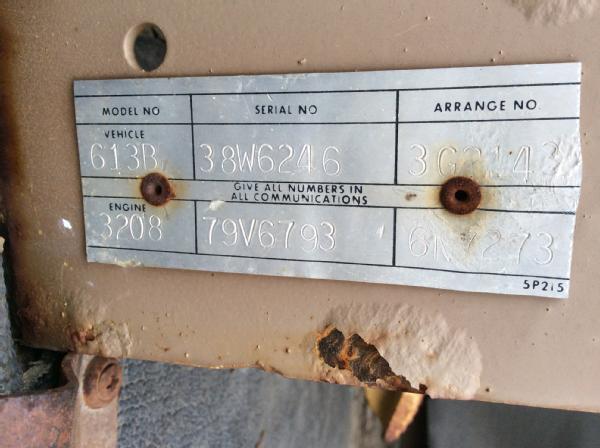 MODEL NO SERIAL NO ARRANGE NO
VEHICLE
613B 38W6246
GIVE ALL NUMBERS IN
ALL COMMUNICATIONS
ENGINE
3208 79V6793
SP215